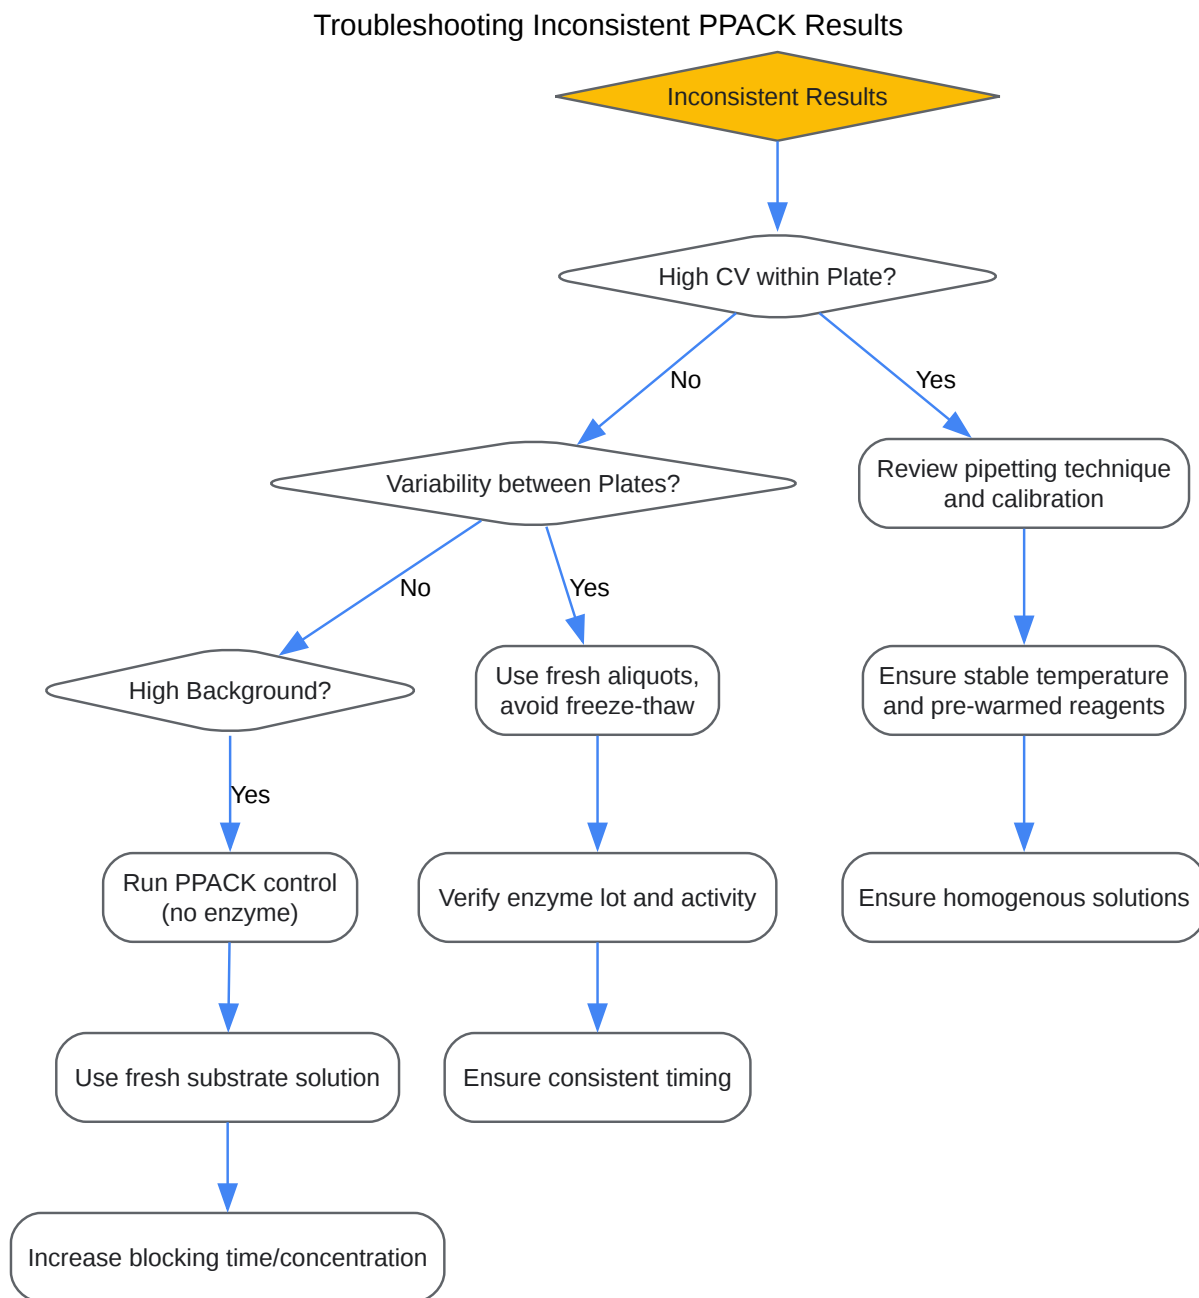 Troubleshooting Inconsistent PPACK Results
Inconsistent Results
High CV within Plate?
No
Yes
Variability between Plates?
Review pipetting technique
and calibration
No
Yes
High Background?
Use fresh aliquots,
avoid freeze-thaw
Ensure stable temperature
and pre-warmed reagents
Yes
Run PPACK control
(no enzyme)
Verify enzyme lot and activity
Ensure homogenous solutions
Use fresh substrate solution
Ensure consistent timing
Increase blocking time/concentration